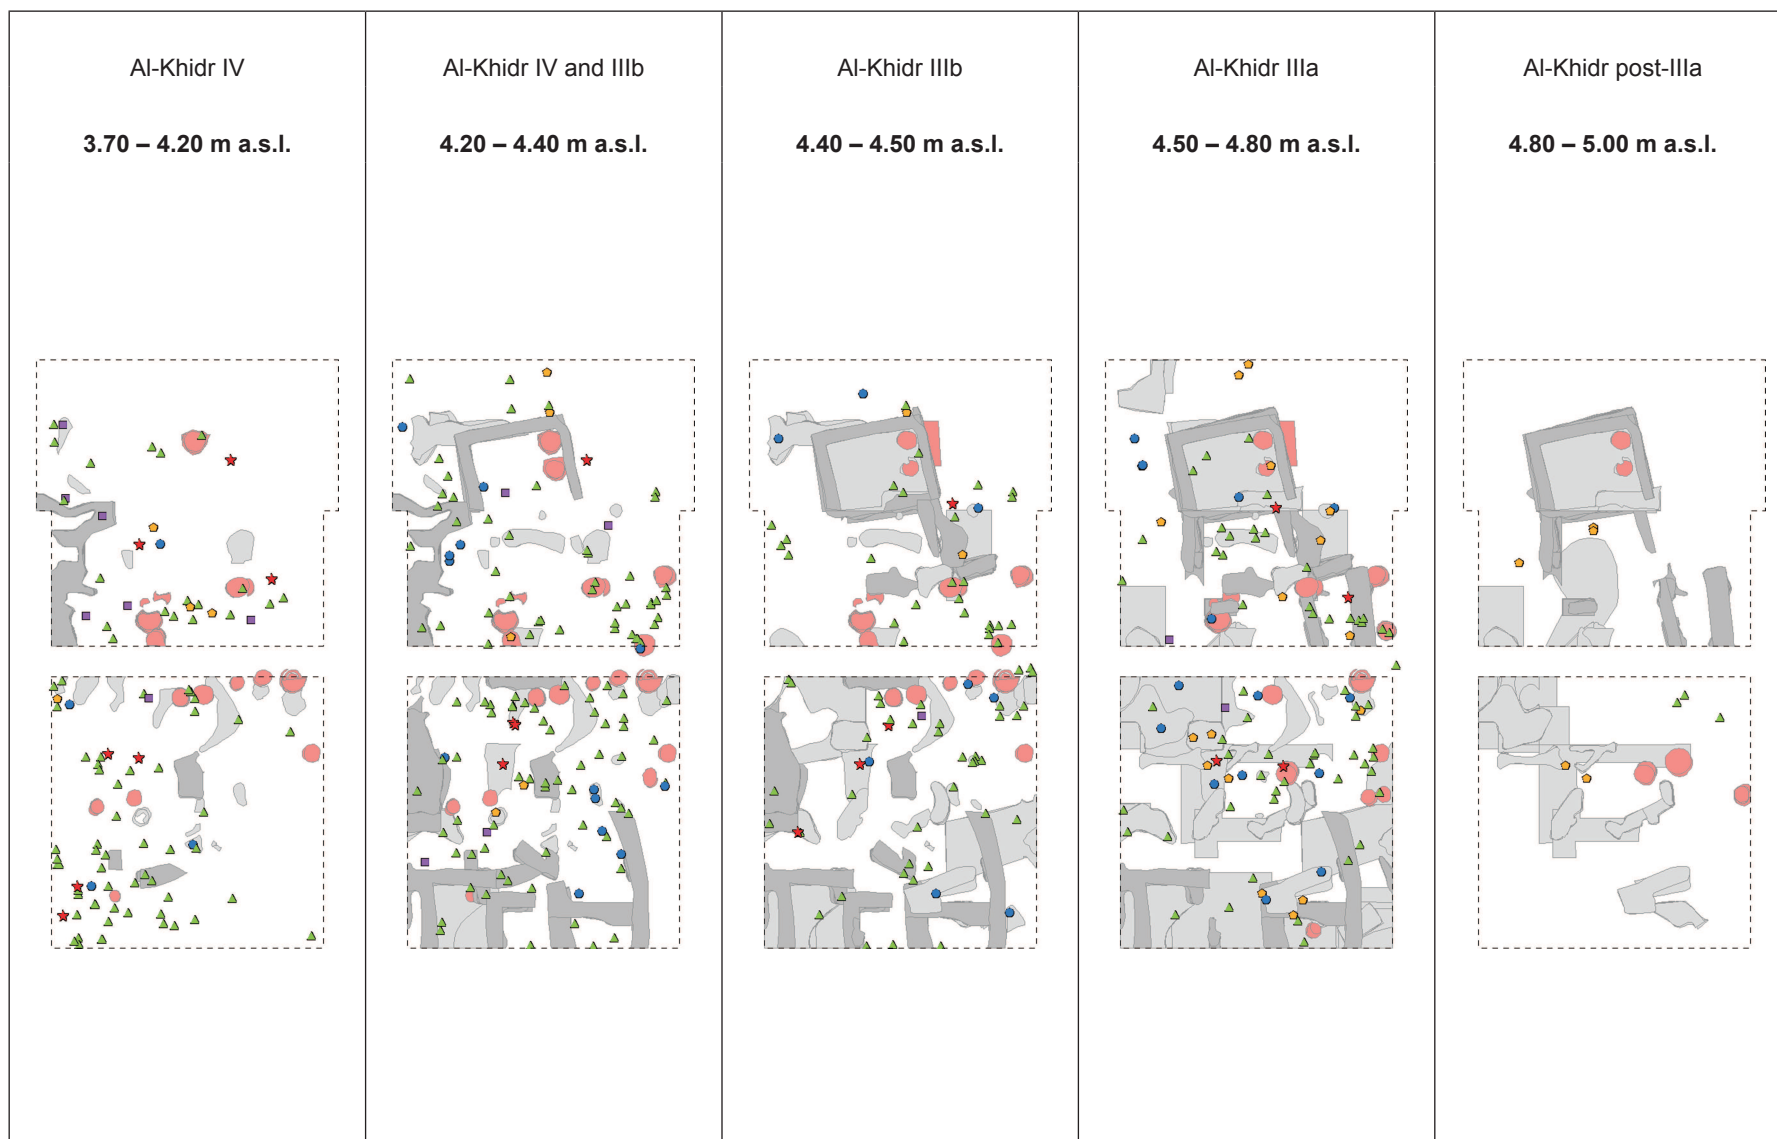 Al-Khidr IV
3.70 – 4.20 m a.s.l.
Al-Khidr IV and IIIb
4.20 – 4.40 m a.s.l.
Al-Khidr IIIb
4.40 – 4.50 m a.s.l.
Al-Khidr IIIa
4.50 – 4.80 m a.s.l.
Al-Khidr post-IIIa
4.80 – 5.00 m a.s.l.